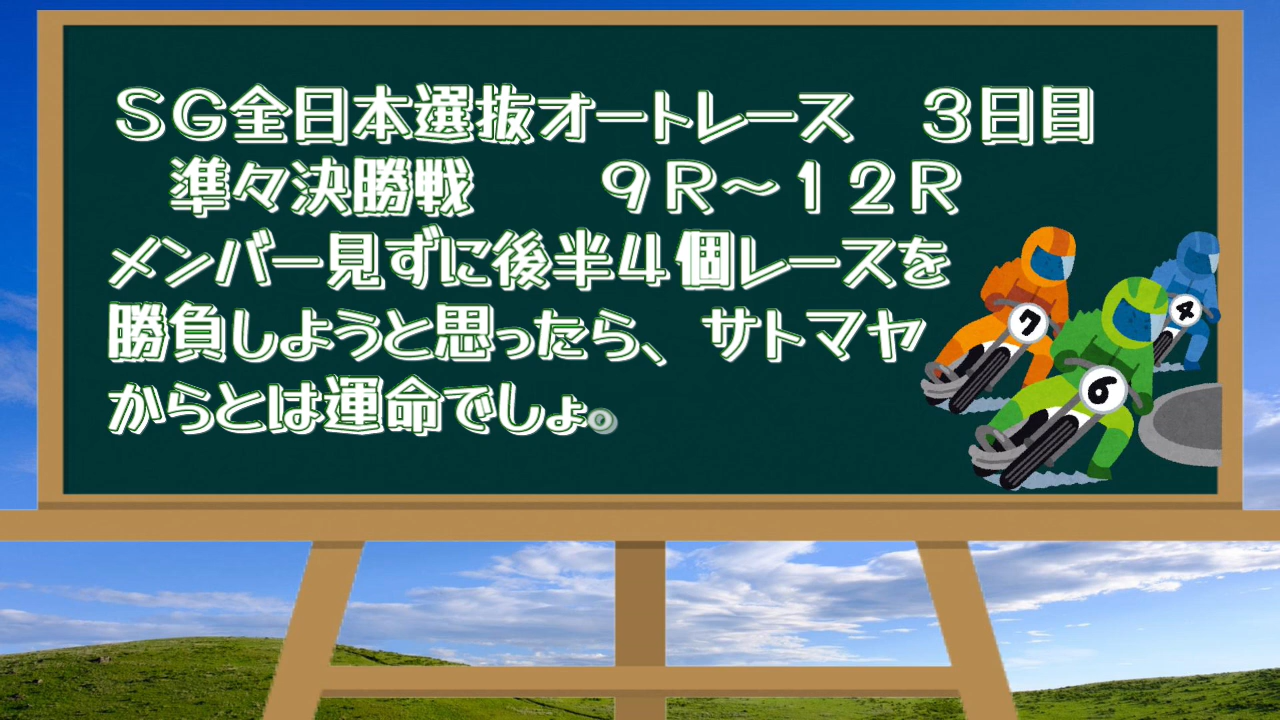 ＳＧ全日本選抜オートレース　３日目
準々決勝戦　　９Ｒ～１２Ｒ
メンバー見ずに後半４個レースを
勝負しようと思ったら、サトマヤ
からとは運命でしょ。
7
6
4